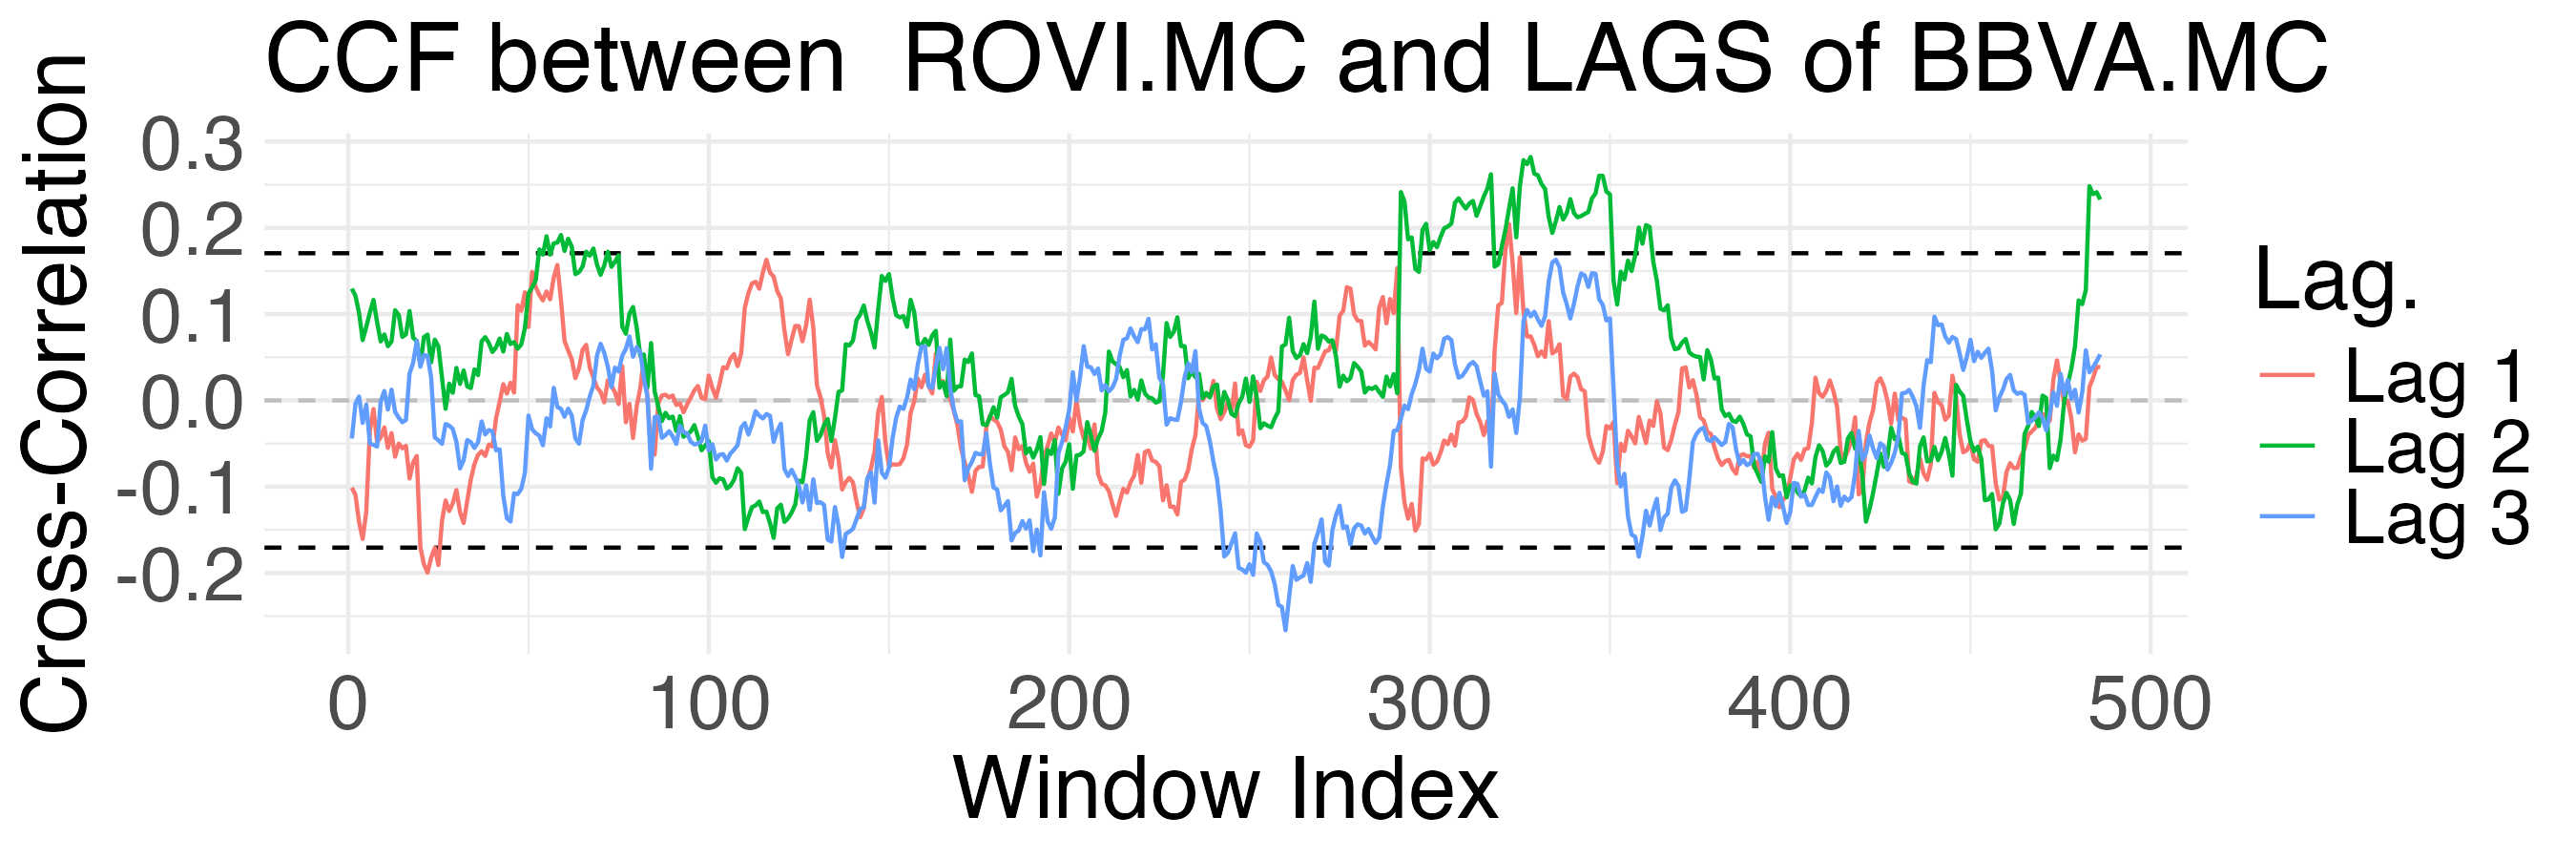 CCF between  ROVI.MC and LAGS of BBVA.MC
Cross-Correlation
0.3
0.2
0.1
0.0
-0.1
-0.2
0 100 200 300 400 500
Window Index
Lag.
Lag 1
Lag 2
Lag 3